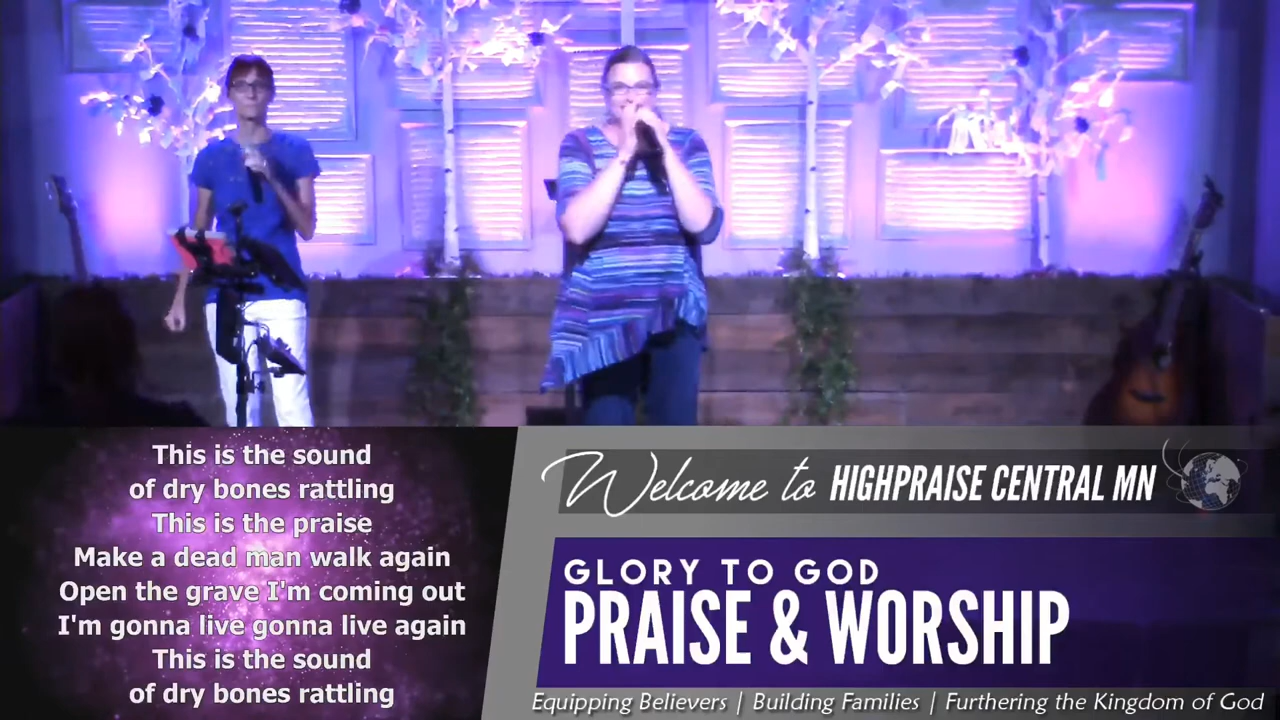 This is the sound
of dry bones rattling
This is the praise
Make a dead man walk again
Open the grave I'm coming out
I'm gonna live gonna live again
This is the sound
of dry bones rattling
Welcome to HIGHPRAISE CENTRAL MN
GLORY TO GOD
PRAISE & WORSHIP
Equipping Believers | Building Families | Furthering the Kingdom of God